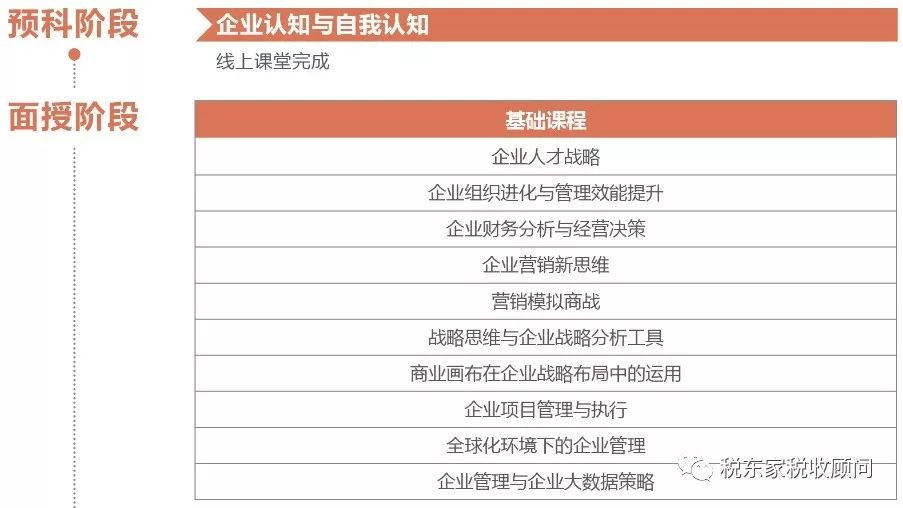 预科阶段
企业认知与自我认知
线上课堂完成
面授阶段
基础课程
企业人才战略
企业组织进化与管理效能提升
企业财务分析与经营决策
企业营销新思维
营销模拟商战
战略思维与企业战略分析工具
商业画布在企业战略布局中的运用
企业项目管理与执行
全球化环境下的企业管理
企业管理与企业大数据策略
税东家税收顾问